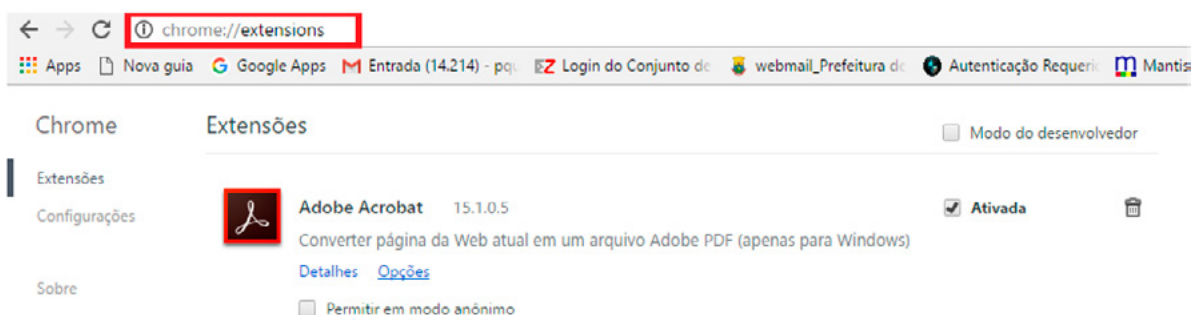 chrome://extensions
Apps Nova guia Google Apps Entrada (14.214) - pq Login do Conjunto de webmail_Prefeitura de Autenticação Requeri Mantis
Chrome Extensões Modo do desenvolvedor
Extensões
Configurações
Adobe Acrobat 15.1.0.5 Ativada
Converter página da Web atual em um arquivo Adobe PDF (apenas para Windows)
Detalhes Opções
Sobre
Permitir em modo anônimo